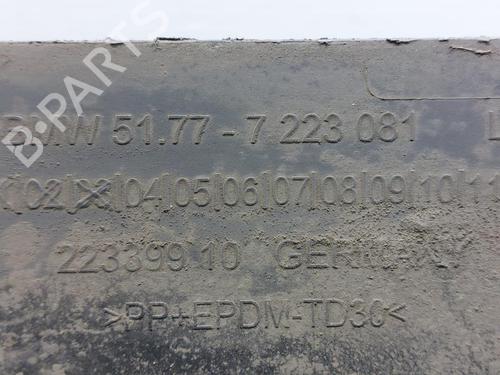 BMW 51.77 - 7 223 081 L
02 X 04 05 06 07 08 09 10 11
223399 10 GERMANY
>PP+EPDM-TD30<
B-PARTS